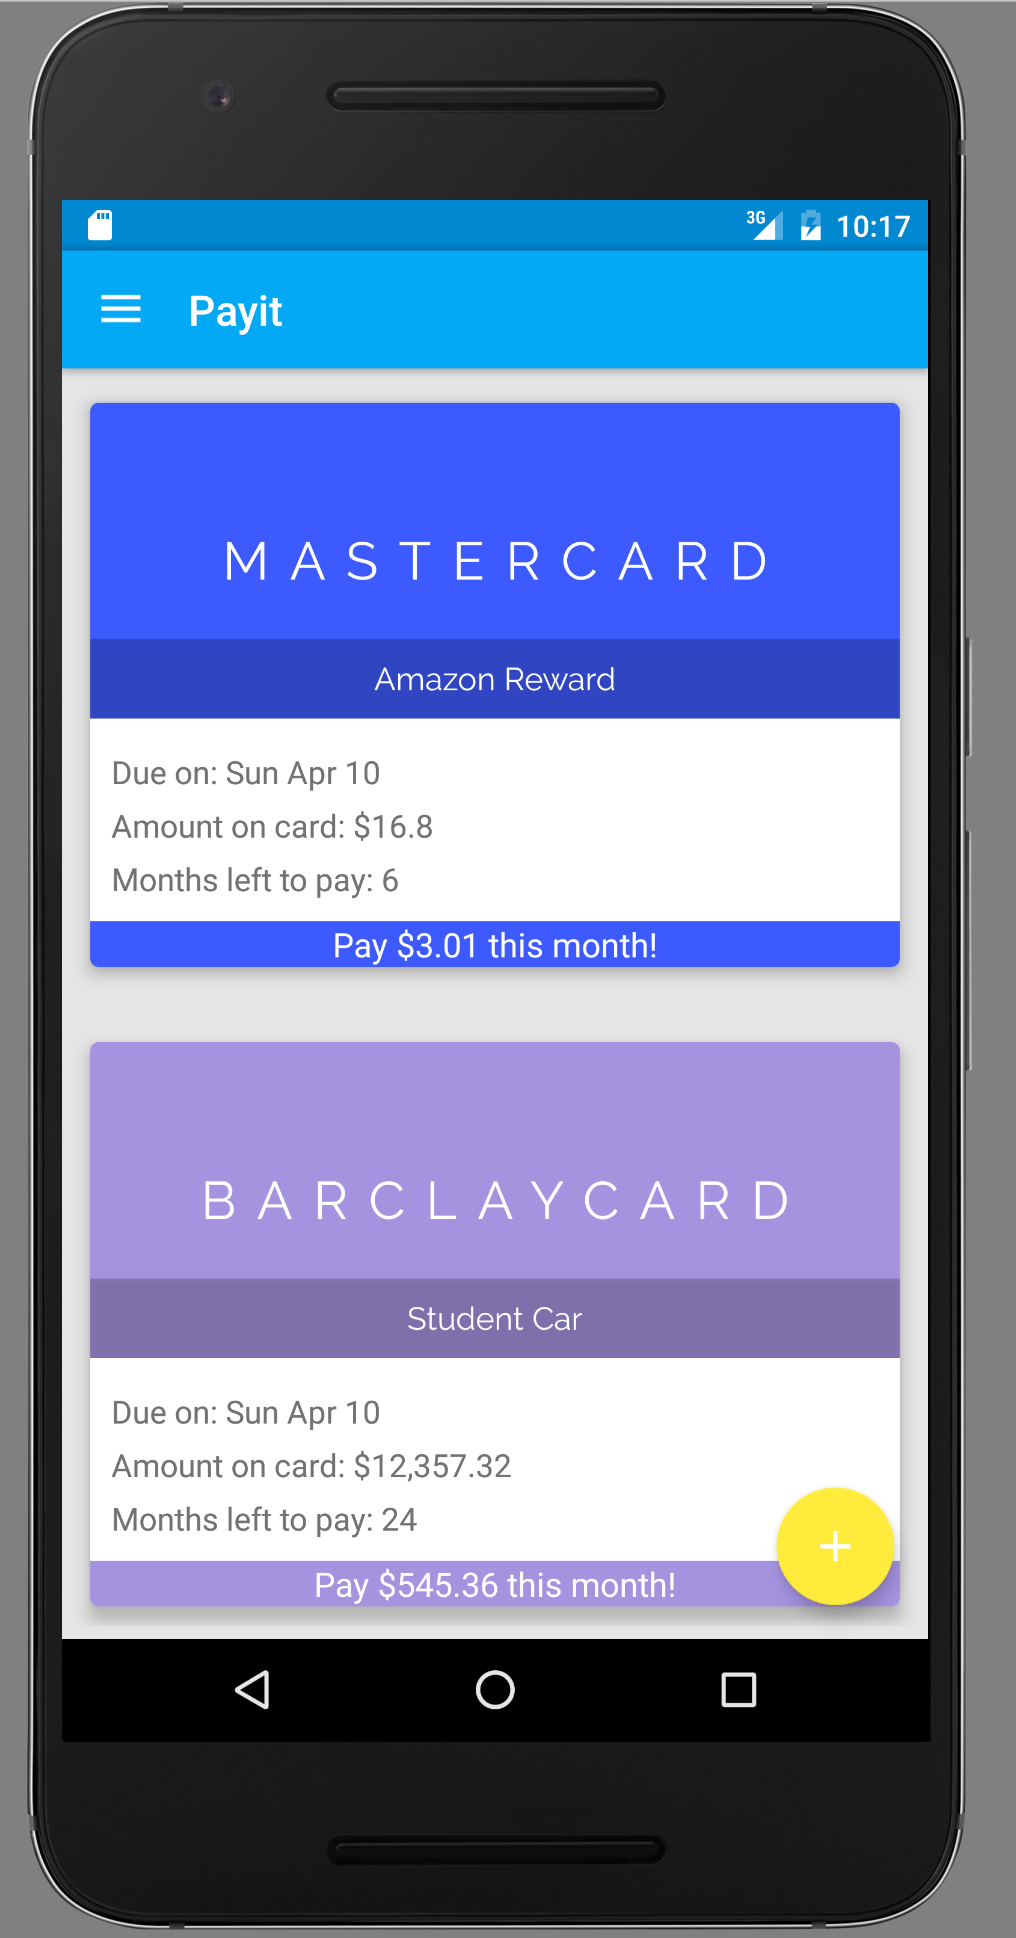 3G 10:17
Payit
MASTERCARD
Amazon Reward
Due on: Sun Apr 10
Amount on card: $16.8
Months left to pay: 6
Pay $3.01 this month!
BARCLAYCARD
Student Car
Due on: Sun Apr 10
Amount on card: $12,357.32
Months left to pay: 24
Pay $545.36 this month!